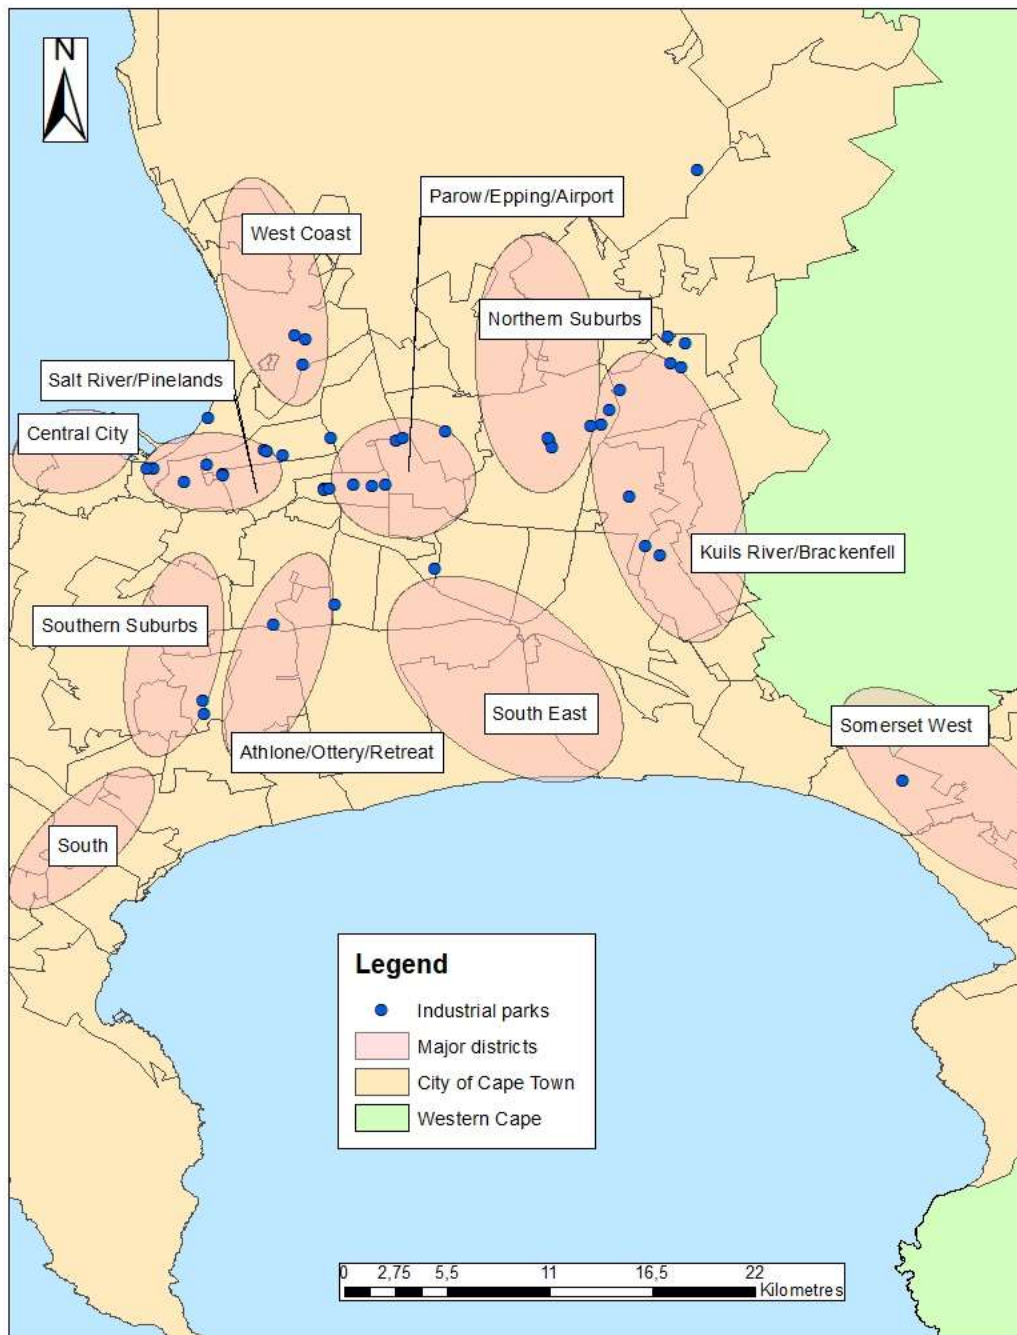 N
Parow/Epping/Airport
West Coast
Northern Suburbs
Salt River/Pinelands
Central City
Kuils River/Brackenfell
Southern Suburbs
South East
Somerset West
Athlone/Ottery/Retreat
South
Legend
Industrial parks
Major districts
City of Cape Town
Western Cape
0 2,75 5,5 11 16,5 22
Kilometres